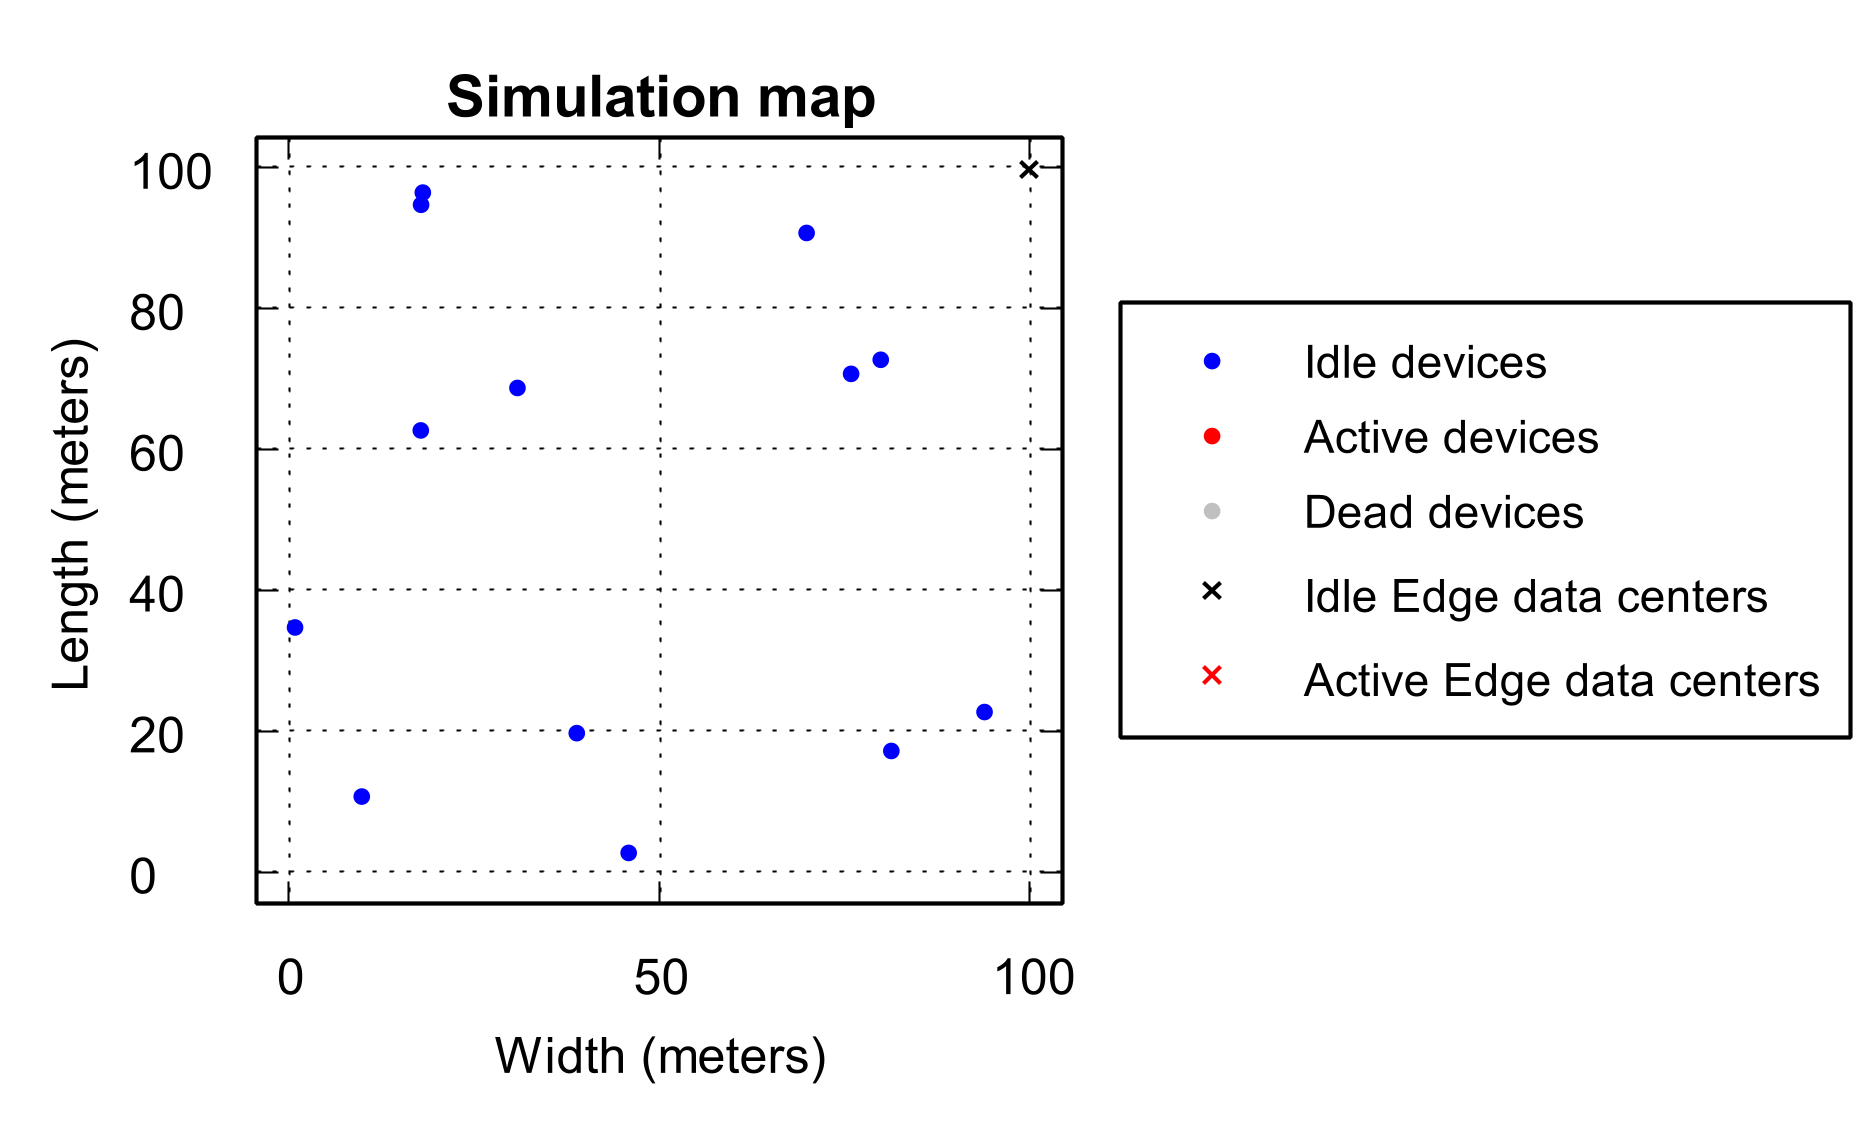 Simulation map
100
80
60
40
20
0
Length (meters)
0 50 100
Width (meters)
Idle devices
Active devices
Dead devices
Idle Edge data centers
Active Edge data centers